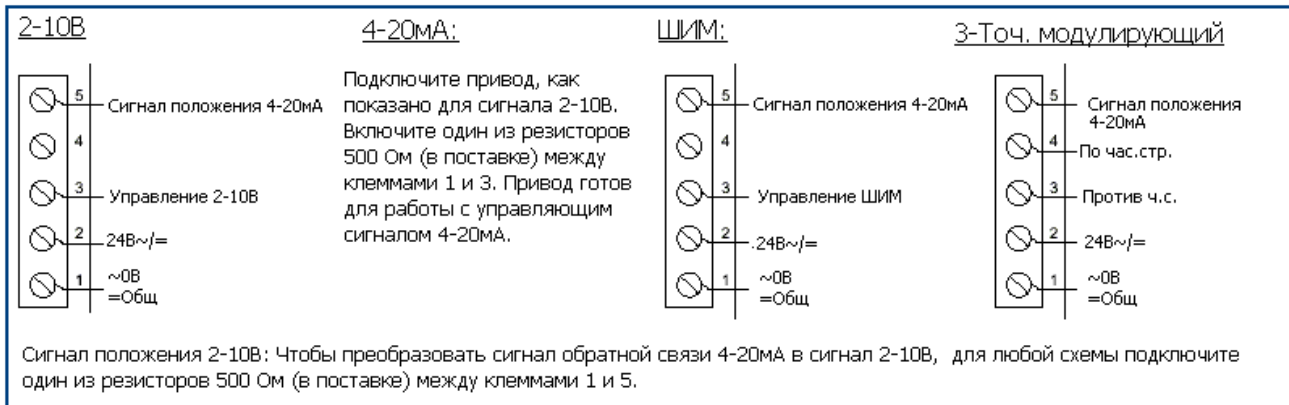 2-10В
5
Сигнал положения 4-20мА
4
3
Управление 2-10В
2
24В~/=
1
~0В
=Общ
4-20мА:
Подключите привод, как
показано для сигнала 2-10В.
Включите один из резисторов
500 Ом (в поставке) между
клеммами 1 и 3. Привод готов
для работы с управляющим
сигналом 4-20мА.
ШИМ:
5
Сигнал положения 4-20мА
4
3
Управление ШИМ
2
.24В~/=
1
~0В
=Общ
3-Точ. модулирующий
5
Сигнал положения
4-20мА
4
По час.стр.
3
Против ч.с.
2
24В~/=
1
~0В
=Общ
Сигнал положения 2-10В: Чтобы преобразовать сигнал обратной связи 4-20мА в сигнал 2-10В, для любой схемы подключите
один из резисторов 500 Ом (в поставке) между клеммами 1 и 5.